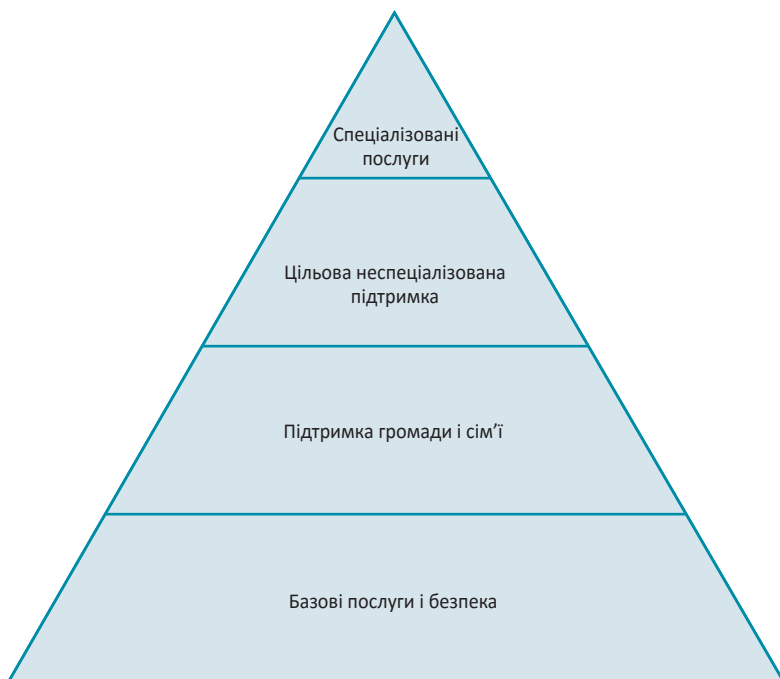 Спеціалізовані
послуги
Цільова неспеціалізована
підтримка
Підтримка громади і сім’ї
Базові послуги і безпека